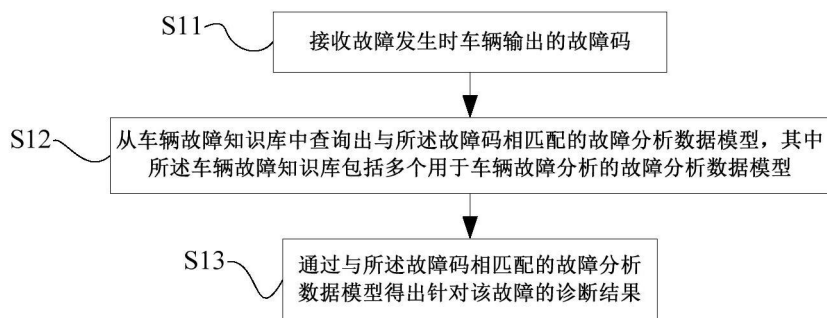 S11
接收故障发生时车辆输出的故障码
S12
从车辆故障知识库中查询出与所述故障码相匹配的故障分析数据模型，其中
所述车辆故障知识库包括多个用于车辆故障分析的故障分析数据模型
S13
通过与所述故障码相匹配的故障分析
数据模型得出针对该故障的诊断结果